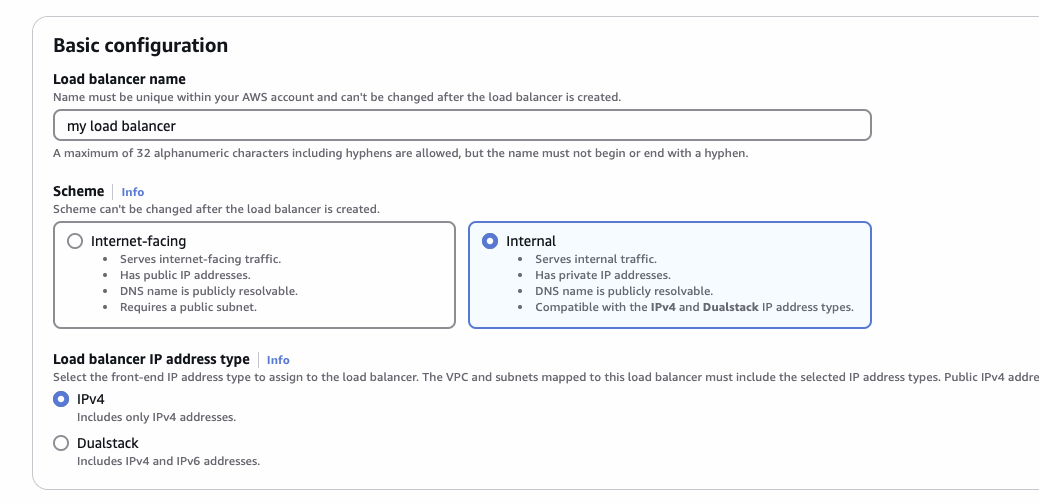 Basic configuration
Load balancer name
Name must be unique within your AWS account and can't be changed after the load balancer is created.
my load balancer
A maximum of 32 alphanumeric characters including hyphens are allowed, but the name must not begin or end with a hyphen.
Scheme | Info
Scheme can't be changed after the load balancer is created.
Internet-facing
• Serves internet-facing traffic.
• Has public IP addresses.
• DNS name is publicly resolvable.
• Requires a public subnet.
Internal
• Serves internal traffic.
• Has private IP addresses.
• DNS name is publicly resolvable.
• Compatible with the IPv4 and Dualstack IP address types.
Load balancer IP address type | Info
Select the front-end IP address type to assign to the load balancer. The VPC and subnets mapped to this load balancer must include the selected IP address types. Public IPv4 addre
IPv4
Includes only IPv4 addresses.
Dualstack
Includes IPv4 and IPv6 addresses.